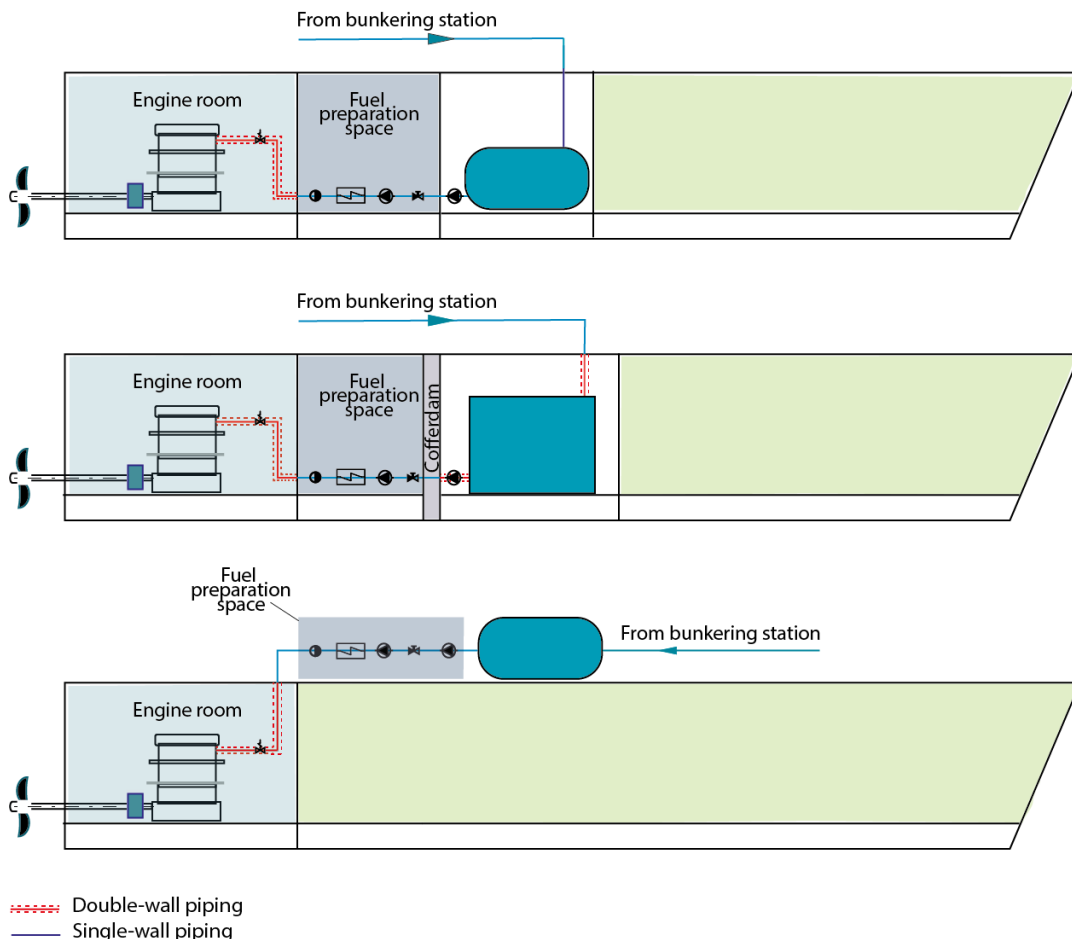 From bunkering station
Engine room
Fuel
preparation
space
From bunkering station
Engine room
Fuel
preparation
space
Cofferdam
Fuel
preparation
space
From bunkering station
Engine room
Double-wall piping
Single-wall piping